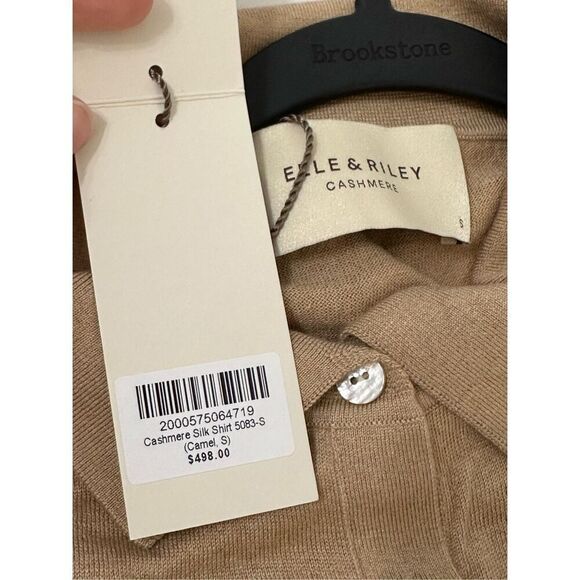 Brookstone
ELLE & RILEY
CASHMERE
S
2000575064719
Cashmere Silk Shirt 5083-S
(Camel, S)
$498.00